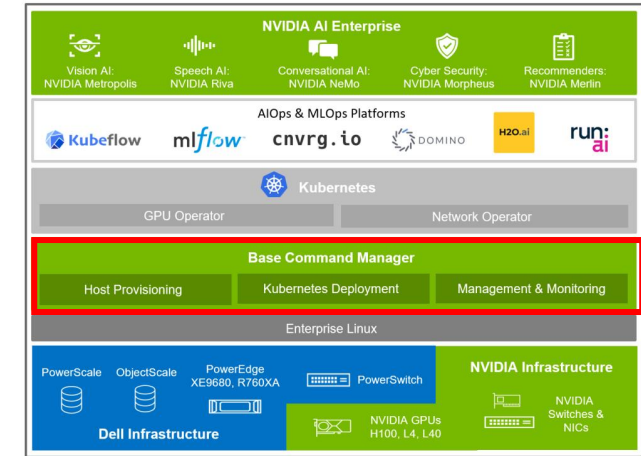 NVIDIA AI Enterprise
Vision AI:
NVIDIA Metropolis
Speech AI:
NVIDIA Riva
Conversational AI:
NVIDIA NeMo
Cyber Security:
NVIDIA Morpheus
Recommenders:
NVIDIA Merlin
AIOps & MLOps Platforms
Kubeflow
mlflow
cnvrg.io
DOMINO
H2O.ai
run:
ai
Kubernetes
GPU Operator
Network Operator
Base Command Manager
Host Provisioning
Kubernetes Deployment
Management & Monitoring
Enterprise Linux
PowerScale
ObjectScale
PowerEdge
XE9680, R760XA
PowerSwitch
Dell Infrastructure
NVIDIA GPUs
H100, L4, L40
NVIDIA Infrastructure
NVIDIA
Switches &
NICs